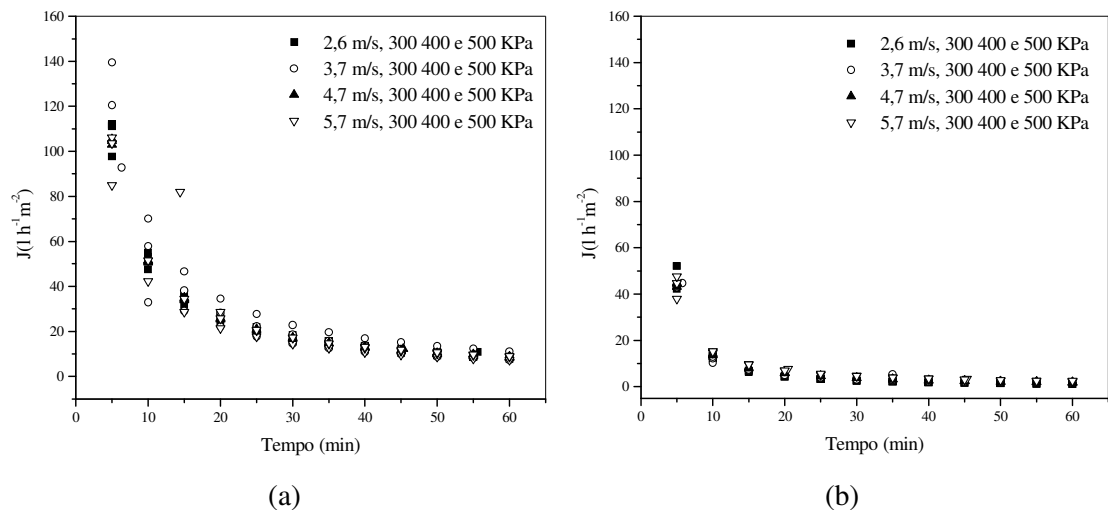 160
140
120
100
80
60
40
20
0
J(l h⁻¹m⁻²)
2,6 m/s, 300 400 e 500 KPa
3,7 m/s, 300 400 e 500 KPa
4,7 m/s, 300 400 e 500 KPa
5,7 m/s, 300 400 e 500 KPa
0 10 20 30 40 50 60
Tempo (min)
(a)
160
140
120
100
80
60
40
20
0
J(l h⁻¹m⁻²)
2,6 m/s, 300 400 e 500 KPa
3,7 m/s, 300 400 e 500 KPa
4,7 m/s, 300 400 e 500 KPa
5,7 m/s, 300 400 e 500 KPa
0 10 20 30 40 50 60
Tempo (min)
(b)